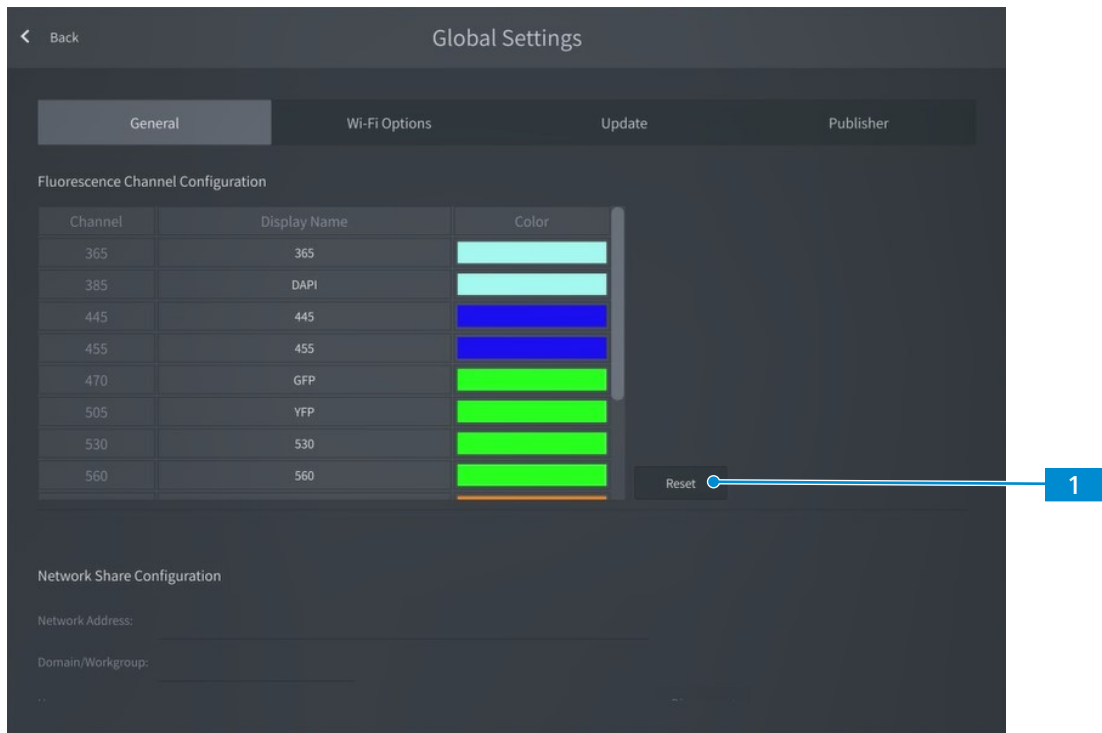 Back
Global Settings
General Wi-Fi Options Update Publisher
Fluorescence Channel Configuration
Channel Display Name Color
365 365
385 DAPI
445 445
455 455
470 GFP
505 YFP
530 530
560 560
Reset
1
Network Share Configuration
Network Address:
Domain/Workgroup: